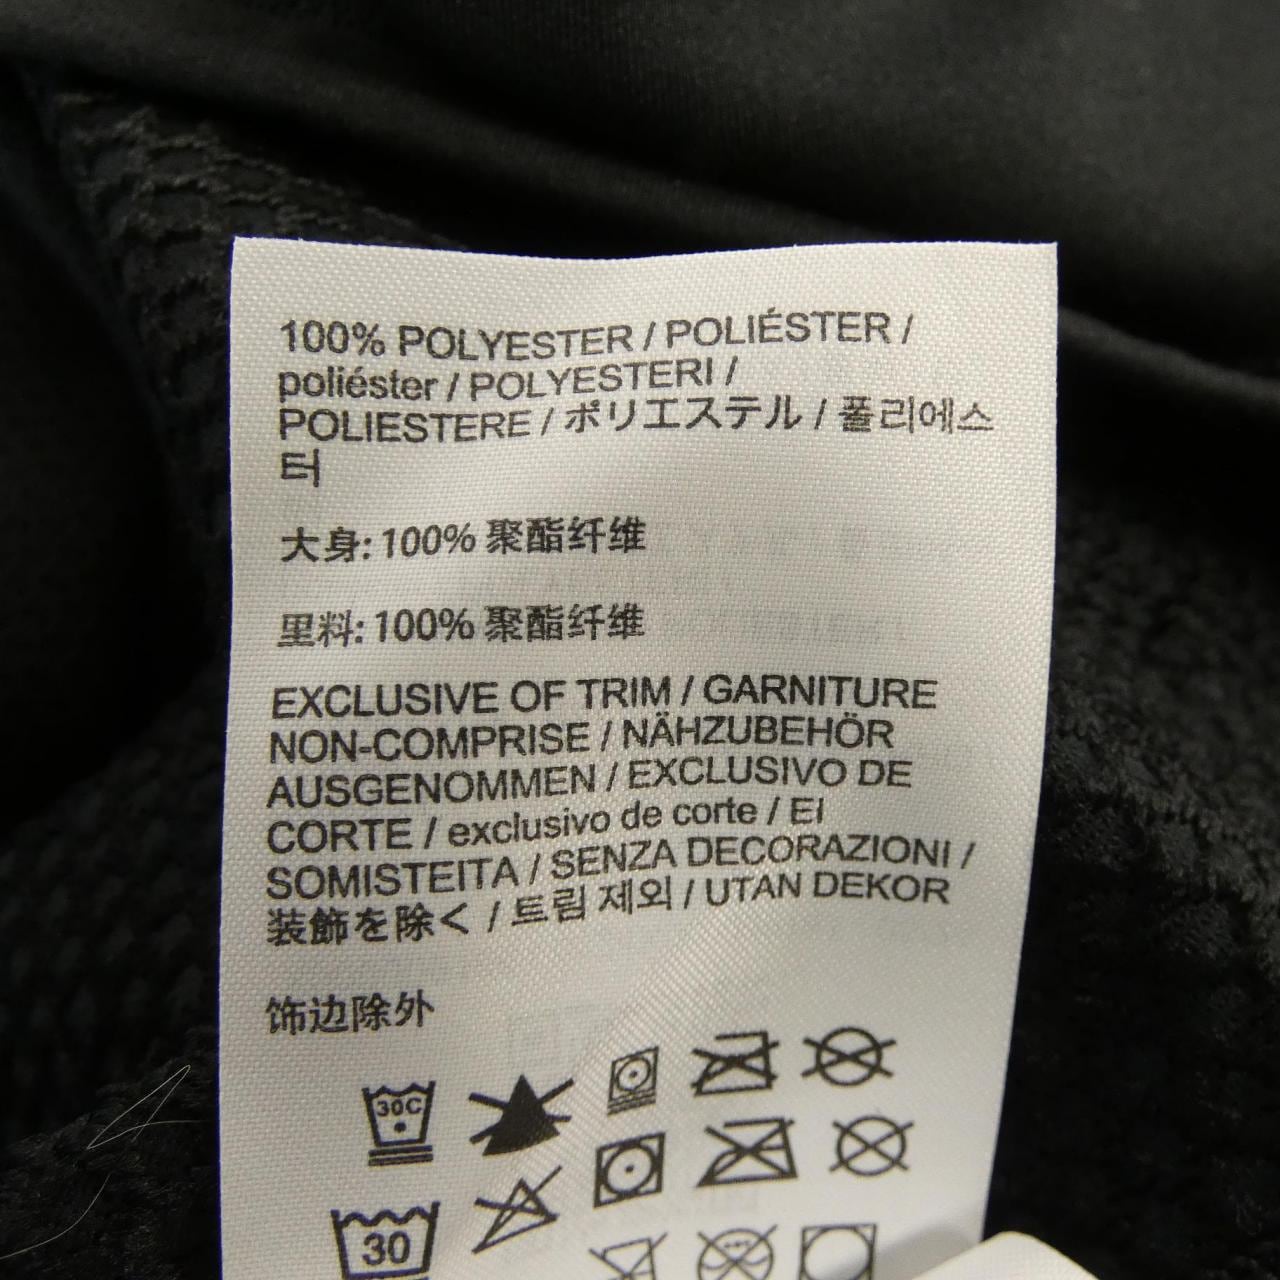 100% POLYESTER / POLIÉSTER /
poliéster / POLYESTERI /
POLIESTERE / ポリエステル / 폴리에스
터
大身: 100% 聚酯纤维
里料: 100% 聚酯纤维
EXCLUSIVE OF TRIM / GARNITURE
NON-COMPRISE / NÄHZUBEHÖR
AUSGENOMMEN / EXCLUSIVO DE
CORTE / exclusivo de corte / EI
SOMISTEITA / SENZA DECORAZIONI /
装飾を除く / 트림 제외 / UTAN DEKOR
饰边除外
30C
30